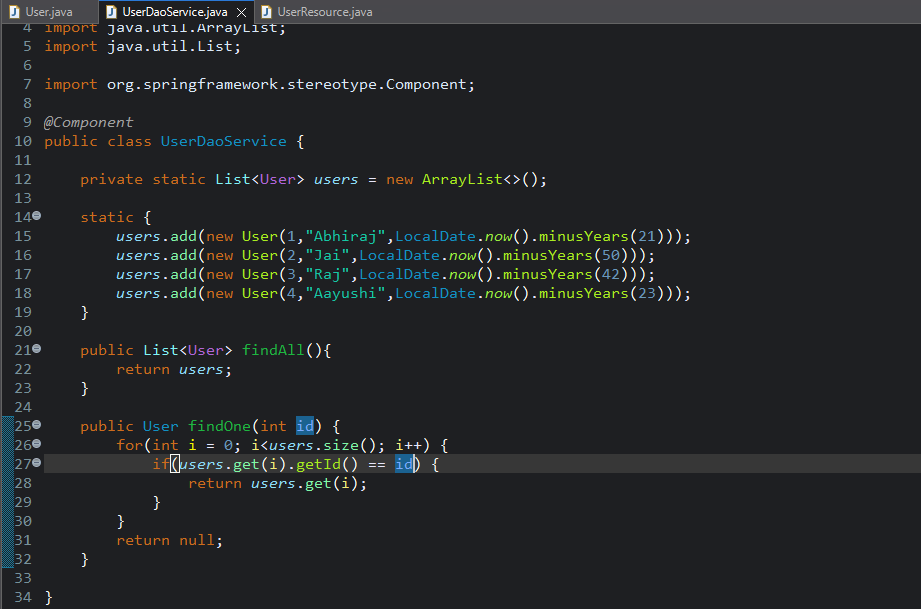 User.java UserDaoService.java UserResource.java
4 import java.util.ArrayList;
5 import java.util.List;
6
7 import org.springframework.stereotype.Component;
8
9 @Component
10 public class UserDaoService {
11
12 private static List<User> users = new ArrayList<>();
13
14 static {
15 users.add(new User(1,"Abhiraj",LocalDate.now().minusYears(21)));
16 users.add(new User(2,"Jai",LocalDate.now().minusYears(50)));
17 users.add(new User(3,"Raj",LocalDate.now().minusYears(42)));
18 users.add(new User(4,"Aayushi",LocalDate.now().minusYears(23)));
19 }
20
21 public List<User> findAll(){
22 return users;
23 }
24
25 public User findOne(int id) {
26 for(int i = 0; i<users.size(); i++) {
27 if(users.get(i).getId() == id) {
28 return users.get(i);
29 }
30 }
31 return null;
32 }
33
34 }